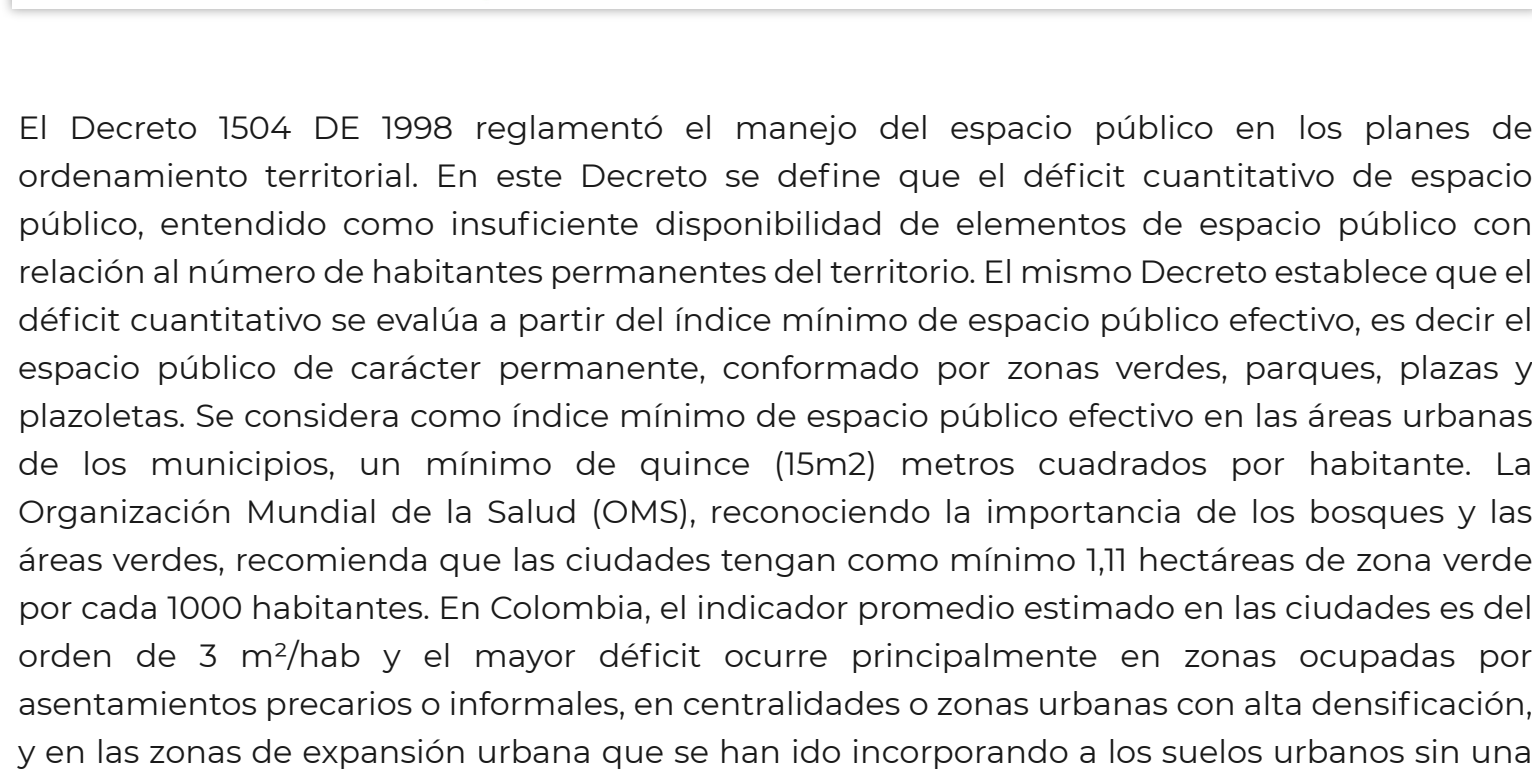 El Decreto 1504 DE 1998 reglamentó el manejo del espacio público en los planes de
ordenamiento territorial. En este Decreto se define que el déficit cuantitativo de espacio
público, entendido como insuficiente disponibilidad de elementos de espacio público con
relación al número de habitantes permanentes del territorio. El mismo Decreto establece que el
déficit cuantitativo se evalúa a partir del índice mínimo de espacio público efectivo, es decir el
espacio público de carácter permanente, conformado por zonas verdes, parques, plazas y
plazoletas. Se considera como índice mínimo de espacio público efectivo en las áreas urbanas
de los municipios, un mínimo de quince (15m2) metros cuadrados por habitante. La
Organización Mundial de la Salud (OMS), reconociendo la importancia de los bosques y las
áreas verdes, recomienda que las ciudades tengan como mínimo 1,11 hectáreas de zona verde
por cada 1000 habitantes. En Colombia, el indicador promedio estimado en las ciudades es del
orden de 3 m²/hab y el mayor déficit ocurre principalmente en zonas ocupadas por
asentamientos precarios o informales, en centralidades o zonas urbanas con alta densificación,
y en las zonas de expansión urbana que se han ido incorporando a los suelos urbanos sin una